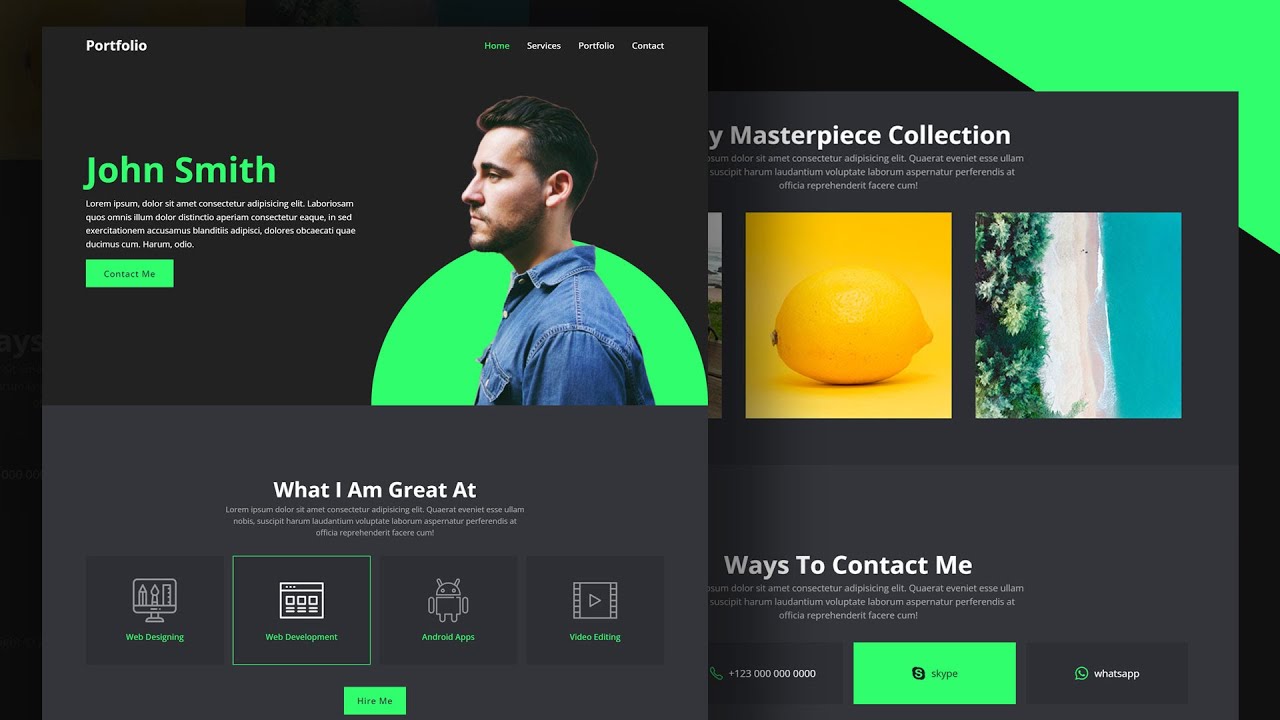 Portfolio
Home Services Portfolio Contact
John Smith
Lorem ipsum, dolor sit amet consectetur adipisicing elit. Laboriosam
quos omnis illum dolor distinctio aperiam consectetur eaque, in sed
exercitationem accusamus blanditiis adipisci, dolores obcaecati quae
ducimus cum. Harum, odio.
Contact Me
What I Am Great At
Lorem ipsum dolor sit amet consectetur adipisicing elit. Quaerat eveniet esse ullam
nobis, suscipit harum laudantium voluptate laborum aspernatur perferendis at
officia reprehenderit facere cum!
Web Designing
Web Development
Android Apps
Video Editing
Hire Me
y Masterpiece Collection
psum dolor sit amet consectetur adipisicing elit. Quaerat eveniet esse ullam
suscipit harum laudantium voluptate laborum aspernatur perferendis at
officia reprehenderit facere cum!
Ways To Contact Me
psum dolor sit amet consectetur adipisicing elit. Quaerat eveniet esse ullam
suscipit harum laudantium voluptate laborum aspernatur perferendis at
officia reprehenderit facere cum!
+123 000 000 0000
skype
whatsapp